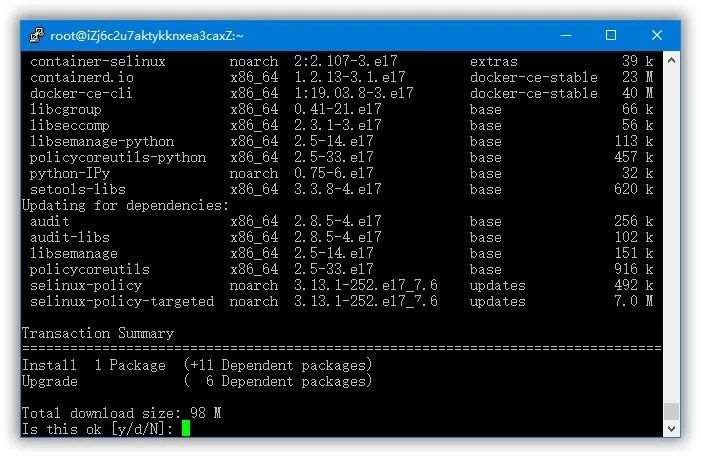 root@iZj6c2u7aktykknxea3caxZ:~
container-selinux noarch 2:2.107-3.el7 extras 39 k
containerd.io x86_64 1.2.13-3.1.el7 docker-ce-stable 23 M
docker-ce-cli x86_64 1:19.03.8-3.el7 docker-ce-stable 40 M
libcgroup x86_64 0.41-21.el7 base 66 k
libseccomp x86_64 2.3.1-3.el7 base 56 k
libsemanage-python x86_64 2.5-14.el7 base 113 k
policycoreutils-python x86_64 2.5-33.el7 base 457 k
python-IPy noarch 0.75-6.el7 base 32 k
setools-libs x86_64 3.3.8-4.el7 base 620 k
Updating for dependencies:
audit x86_64 2.8.5-4.el7 base 256 k
audit-libs x86_64 2.8.5-4.el7 base 102 k
libsemanage x86_64 2.5-14.el7 base 151 k
policycoreutils x86_64 2.5-33.el7 base 916 k
selinux-policy noarch 3.13.1-252.el7_7.6 updates 492 k
selinux-policy-targeted noarch 3.13.1-252.el7_7.6 updates 7.0 M
Transaction Summary
================================================================================
Install 1 Package (+11 Dependent packages)
Upgrade ( 6 Dependent packages)
Total download size: 98 M
Is this ok [y/d/N]: